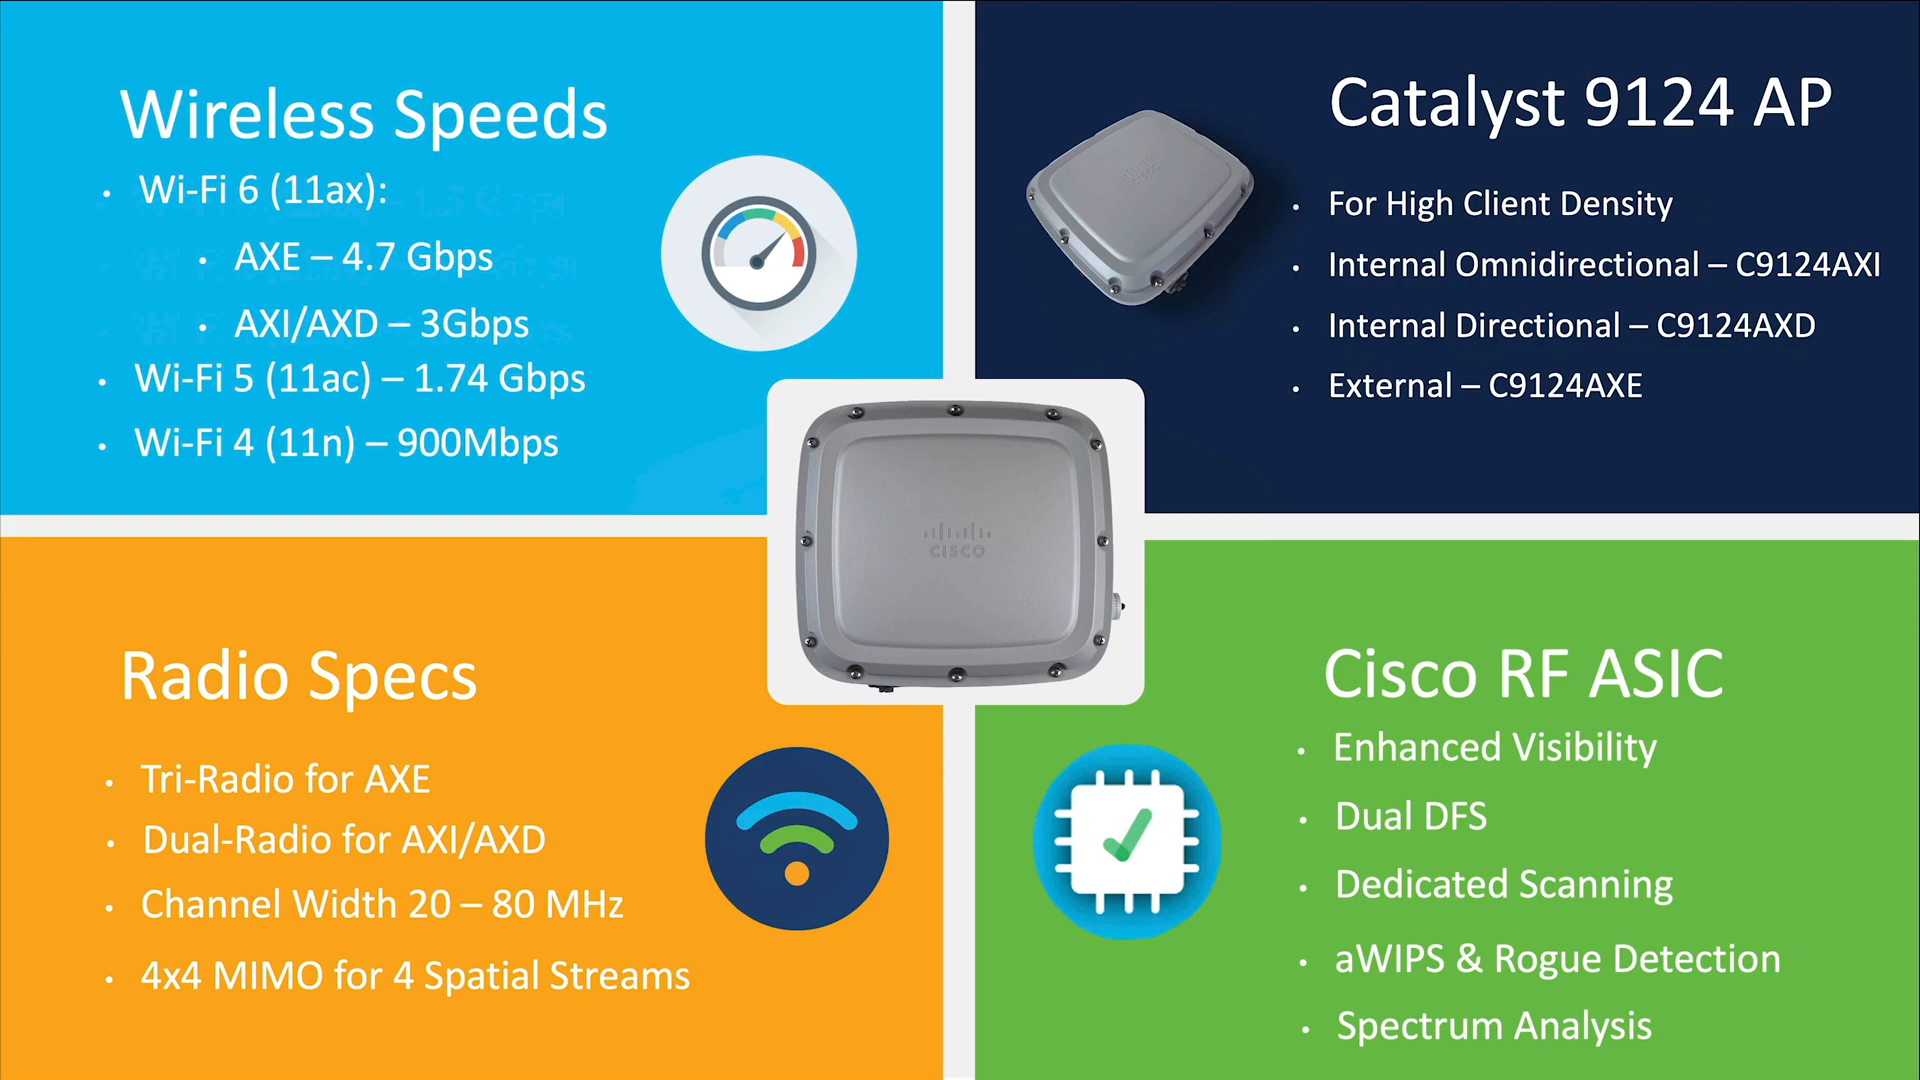 Wireless Speeds
• Wi-Fi 6 (11ax):
• AXE – 4.7 Gbps
• AXI/AXD – 3Gbps
• Wi-Fi 5 (11ac) – 1.74 Gbps
• Wi-Fi 4 (11n) – 900Mbps
Catalyst 9124 AP
• For High Client Density
• Internal Omnidirectional – C9124AXI
• Internal Directional – C9124AXD
• External – C9124AXE
CISCO
Radio Specs
• Tri-Radio for AXE
• Dual-Radio for AXI/AXD
• Channel Width 20 – 80 MHz
• 4x4 MIMO for 4 Spatial Streams
Cisco RF ASIC
• Enhanced Visibility
• Dual DFS
• Dedicated Scanning
• aWIPS & Rogue Detection
• Spectrum Analysis